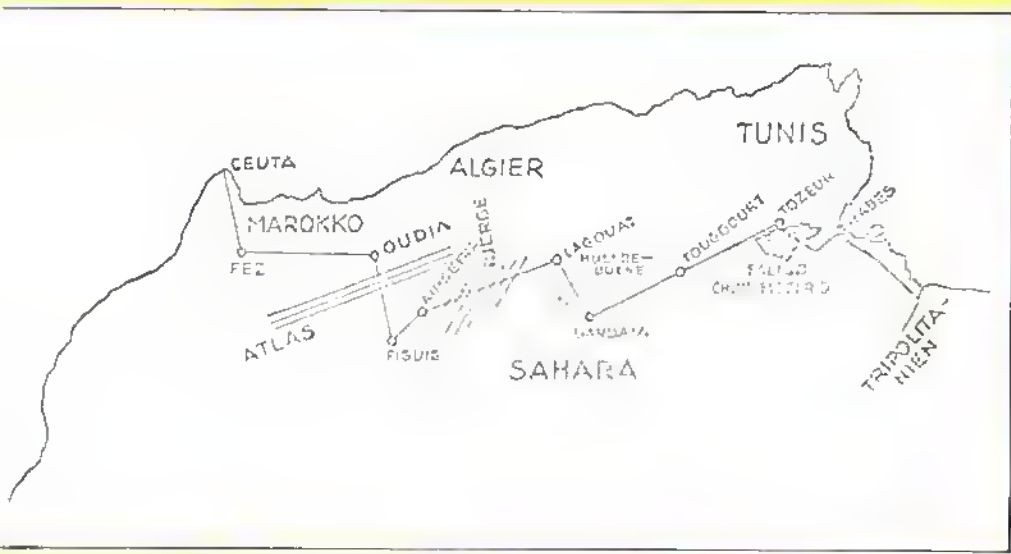 TUNIS
CEUTA
ALGIER
MAROKKO
OUDIA
FEZ
ATLAS
FIGUIG
LAGOUAT
TOUGGOURT
TOZEUR
GABES
SAHARA
TRIPOLITA-
NIEN